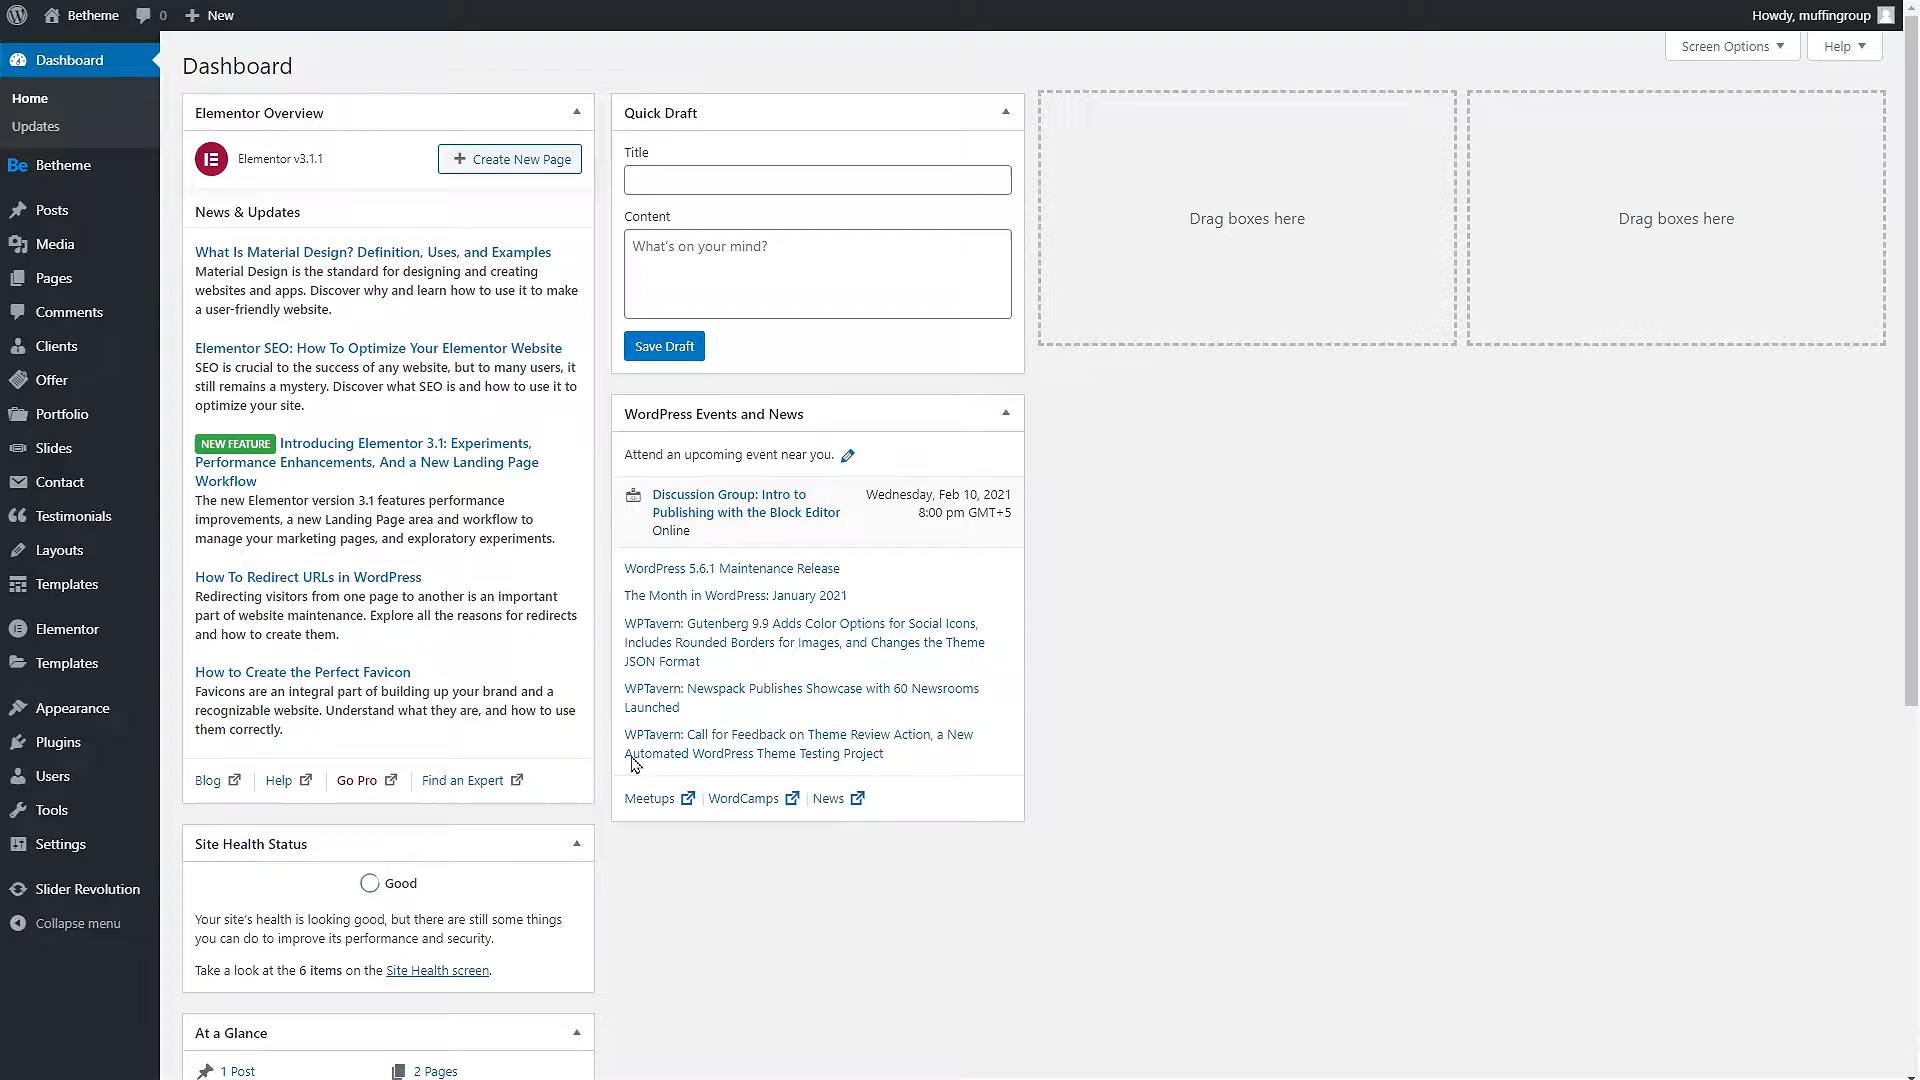 Betheme
0
New
Howdy, muffingroup
Dashboard
Home
Updates
Be Betheme
Posts
Media
Pages
Comments
Clients
Offer
Portfolio
Slides
Contact
Testimonials
Layouts
Templates
Elementor
Templates
Appearance
Plugins
Users
Tools
Settings
Slider Revolution
Collapse menu
Screen Options
Help
Dashboard
Elementor Overview
Elementor v3.1.1
Create New Page
News & Updates
What Is Material Design? Definition, Uses, and Examples
Material Design is the standard for designing and creating
websites and apps. Discover why and learn how to use it to make
a user-friendly website.
Elementor SEO: How To Optimize Your Elementor Website
SEO is crucial to the success of any website, but to many users, it
still remains a mystery. Discover what SEO is and how to use it to
optimize your site.
NEW FEATURE Introducing Elementor 3.1: Experiments,
Performance Enhancements, And a New Landing Page
Workflow
The new Elementor version 3.1 features performance
improvements, a new Landing Page area and workflow to
manage your marketing pages, and exploratory experiments.
How To Redirect URLs in WordPress
Redirecting visitors from one page to another is an important
part of website maintenance. Explore all the reasons for redirects
and how to create them.
How to Create the Perfect Favicon
Favicons are an integral part of building up your brand and a
recognizable website. Understand what they are, and how to use
them correctly.
Blog
Help
Go Pro
Find an Expert
Site Health Status
Good
Your site's health is looking good, but there are still some things
you can do to improve its performance and security.
Take a look at the 6 items on the Site Health screen.
At a Glance
1 Post
2 Pages
Quick Draft
Title
Content
What's on your mind?
Save Draft
WordPress Events and News
Attend an upcoming event near you.
Discussion Group: Intro to
Publishing with the Block Editor
Online
Wednesday, Feb 10, 2021
8:00 pm GMT+5
WordPress 5.6.1 Maintenance Release
The Month in WordPress: January 2021
WPTavern: Gutenberg 9.9 Adds Color Options for Social Icons,
Includes Rounded Borders for Images, and Changes the Theme
JSON Format
WPTavern: Newspack Publishes Showcase with 60 Newsrooms
Launched
WPTavern: Call for Feedback on Theme Review Action, a New
Automated WordPress Theme Testing Project
Meetups
WordCamps
News
Drag boxes here
Drag boxes here